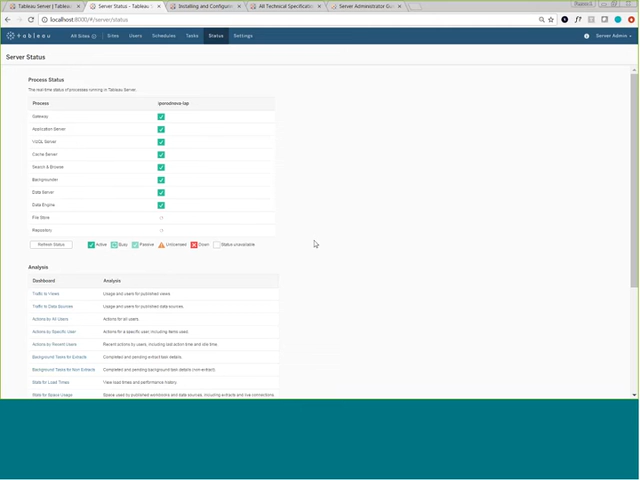 Tableau Server | Tableau
Server Status - Tableau S
Installing and Configurin
All Technical Specificatio
Server Administrator Gu
localhost:8000/#/server/status
tableau All Sites Sites Users Schedules Tasks Status Settings Server Admin
Server Status
Process Status
The real-time status of processes running in Tableau Server.
Process
Gateway
Application Server
VizQL Server
Cache Server
Search & Browse
Backgrounder
Data Server
Data Engine
File Store
Repository
Refresh Status Active Busy Passive Unlicensed Down Status unavailable
Analysis
Dashboard Analysis
Traffic to Views Usage and users for published views.
Traffic to Data Sources Usage and users for published data sources.
Actions by All Users Actions for all users.
Actions by Specific User Actions for a specific user, including items used.
Actions by Recent Users Recent actions by users, including last action time and idle time.
Background Tasks for Extracts Completed and pending extract task details.
Background Tasks for Non Extracts Completed and pending background task details (non-extract).
Stats for Load Times View load times and performance history.
Stats for Space Usage Space used by published workbooks and data sources, including extracts and live connections.